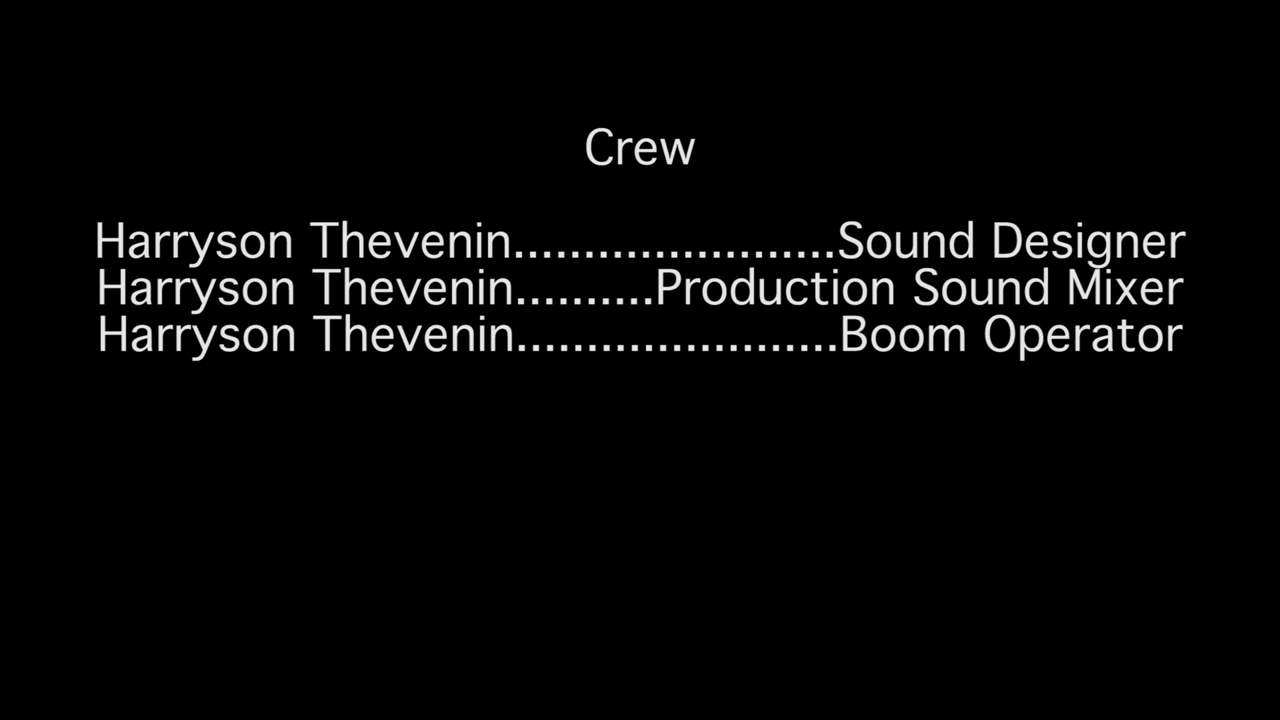 Crew
Harryson Thevenin.......................Sound Designer
Harryson Thevenin..........Production Sound Mixer
Harryson Thevenin.......................Boom Operator